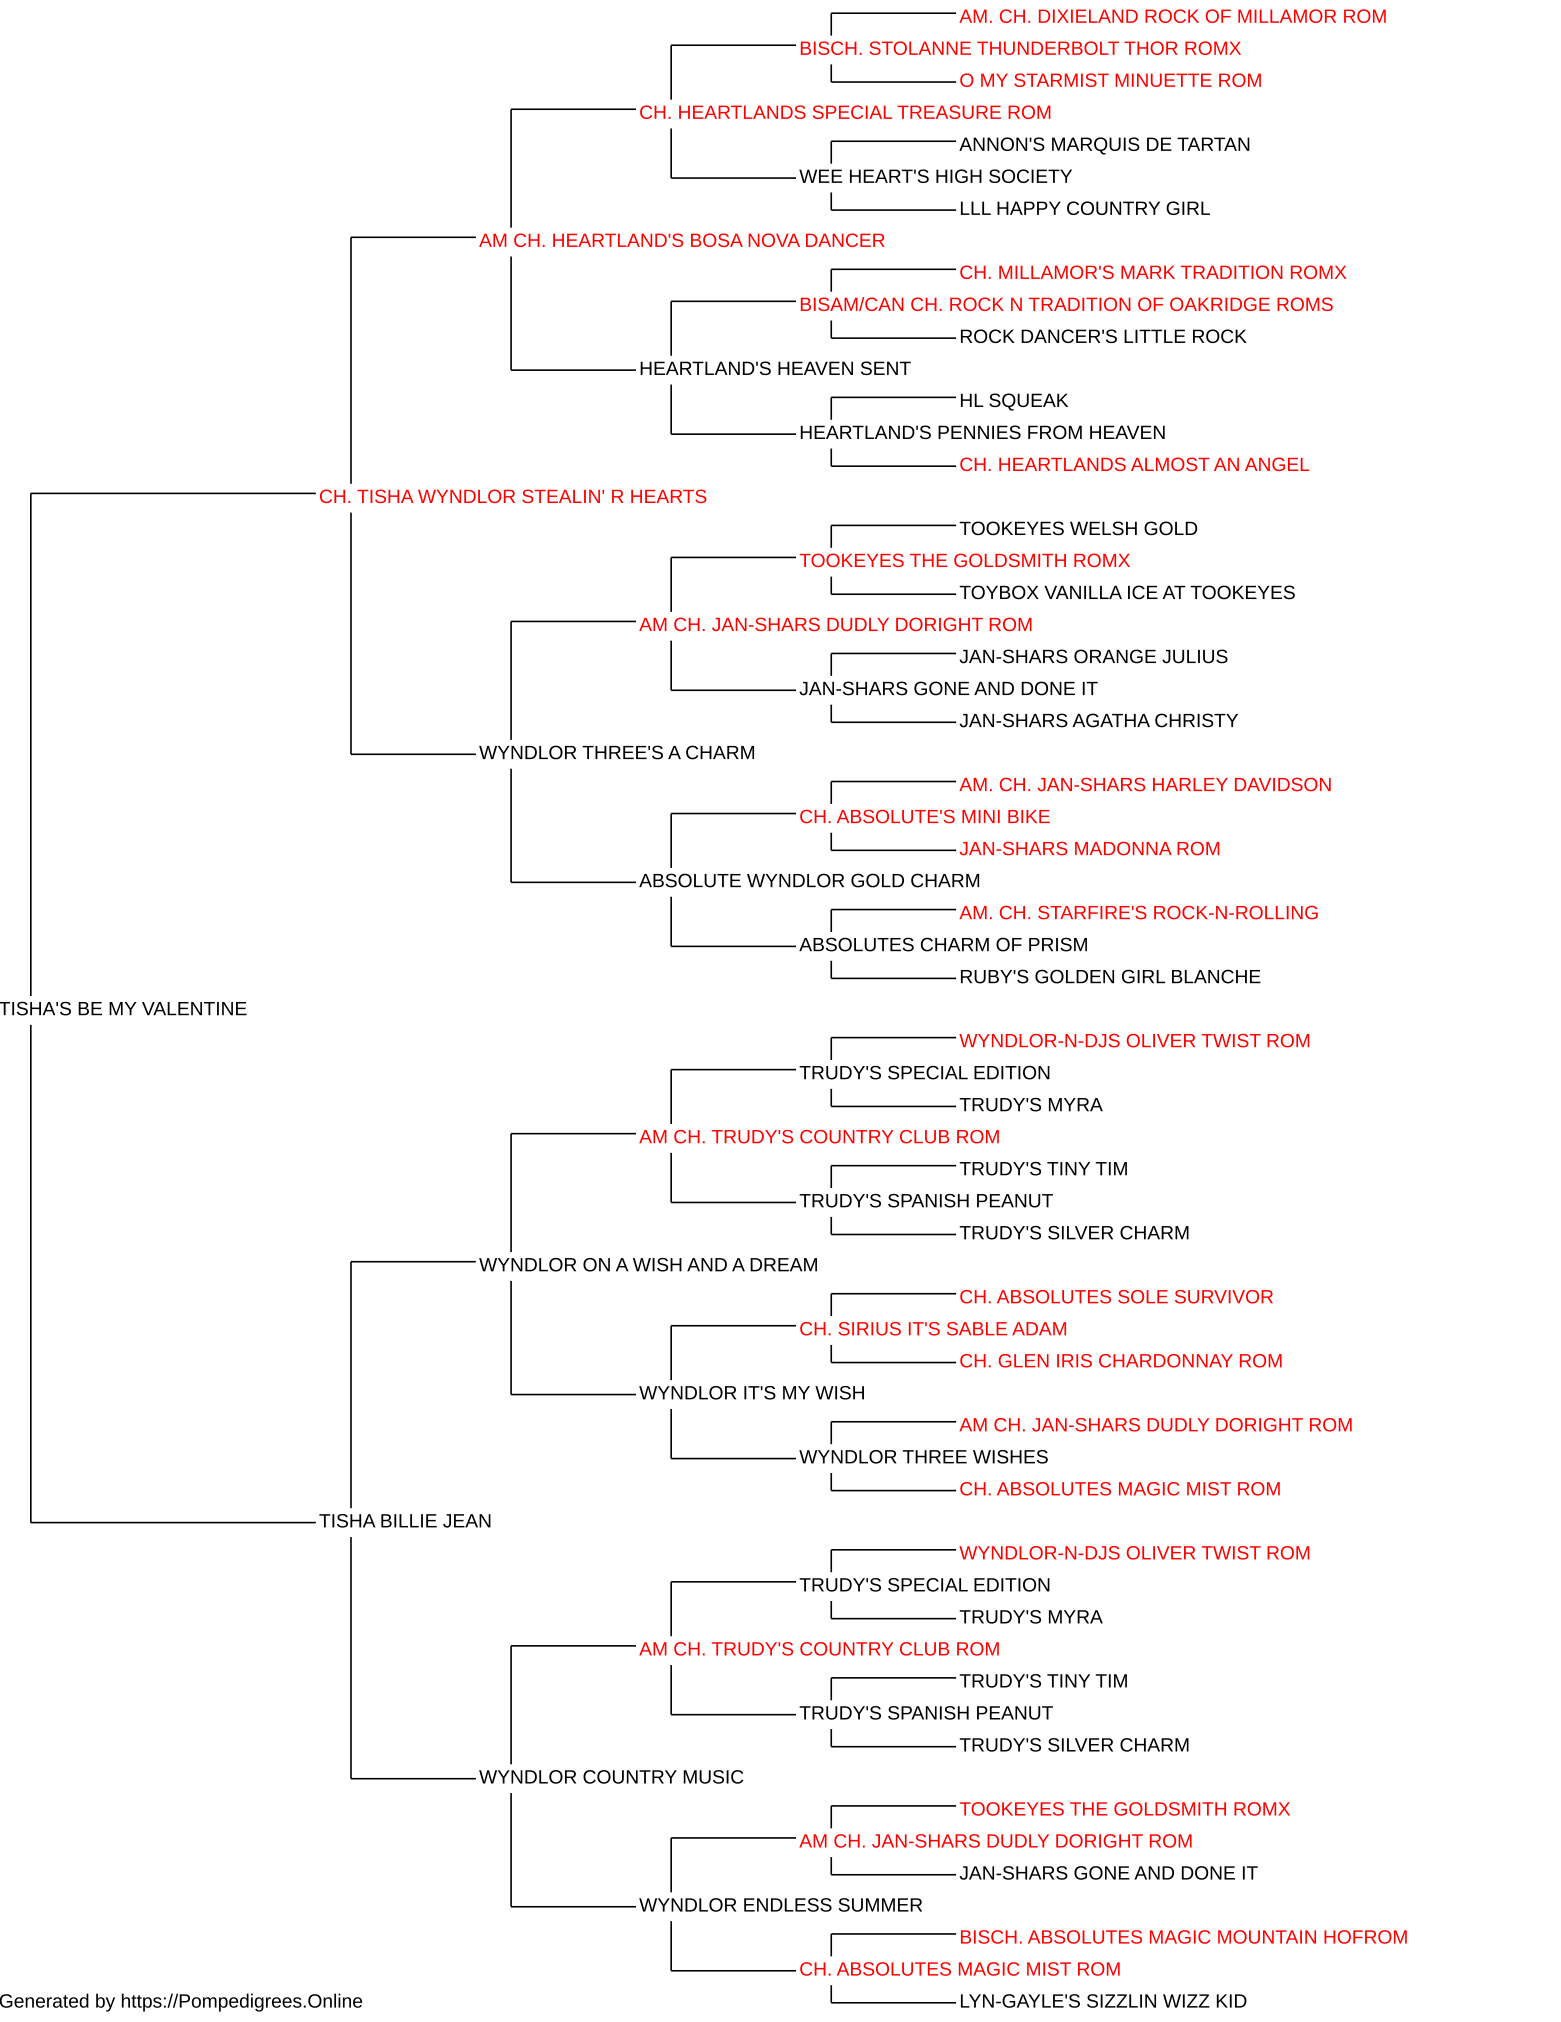 AM. CH. DIXIELAND ROCK OF MILLAMOR ROM
BISCH. STOLANNE THUNDERBOLT THOR ROMX
O MY STARMIST MINUETTE ROM
CH. HEARTLANDS SPECIAL TREASURE ROM
ANNON'S MARQUIS DE TARTAN
WEE HEART'S HIGH SOCIETY
LLL HAPPY COUNTRY GIRL
AM CH. HEARTLAND'S BOSA NOVA DANCER
CH. MILLAMOR'S MARK TRADITION ROMX
BISAM/CAN CH. ROCK N TRADITION OF OAKRIDGE ROMS
ROCK DANCER'S LITTLE ROCK
HEARTLAND'S HEAVEN SENT
HL SQUEAK
HEARTLAND'S PENNIES FROM HEAVEN
CH. HEARTLANDS ALMOST AN ANGEL
CH. TISHA WYNDLOR STEALIN' R HEARTS
TOOKEYES WELSH GOLD
TOOKEYES THE GOLDSMITH ROMX
TOYBOX VANILLA ICE AT TOOKEYES
AM CH. JAN-SHARS DUDLY DORIGHT ROM
JAN-SHARS ORANGE JULIUS
JAN-SHARS GONE AND DONE IT
JAN-SHARS AGATHA CHRISTY
WYNDLOR THREE'S A CHARM
AM. CH. JAN-SHARS HARLEY DAVIDSON
CH. ABSOLUTE'S MINI BIKE
JAN-SHARS MADONNA ROM
ABSOLUTE WYNDLOR GOLD CHARM
AM. CH. STARFIRE'S ROCK-N-ROLLING
ABSOLUTES CHARM OF PRISM
RUBY'S GOLDEN GIRL BLANCHE
TISHA'S BE MY VALENTINE
WYNDLOR-N-DJS OLIVER TWIST ROM
TRUDY'S SPECIAL EDITION
TRUDY'S MYRA
AM CH. TRUDY'S COUNTRY CLUB ROM
TRUDY'S TINY TIM
TRUDY'S SPANISH PEANUT
TRUDY'S SILVER CHARM
WYNDLOR ON A WISH AND A DREAM
CH. ABSOLUTES SOLE SURVIVOR
CH. SIRIUS IT'S SABLE ADAM
CH. GLEN IRIS CHARDONNAY ROM
WYNDLOR IT'S MY WISH
AM CH. JAN-SHARS DUDLY DORIGHT ROM
WYNDLOR THREE WISHES
CH. ABSOLUTES MAGIC MIST ROM
TISHA BILLIE JEAN
WYNDLOR-N-DJS OLIVER TWIST ROM
TRUDY'S SPECIAL EDITION
TRUDY'S MYRA
AM CH. TRUDY'S COUNTRY CLUB ROM
TRUDY'S TINY TIM
TRUDY'S SPANISH PEANUT
TRUDY'S SILVER CHARM
WYNDLOR COUNTRY MUSIC
TOOKEYES THE GOLDSMITH ROMX
AM CH. JAN-SHARS DUDLY DORIGHT ROM
JAN-SHARS GONE AND DONE IT
WYNDLOR ENDLESS SUMMER
BISCH. ABSOLUTES MAGIC MOUNTAIN HOFROM
CH. ABSOLUTES MAGIC MIST ROM
LYN-GAYLE'S SIZZLIN WIZZ KID
Generated by https://Pompedigrees.Online